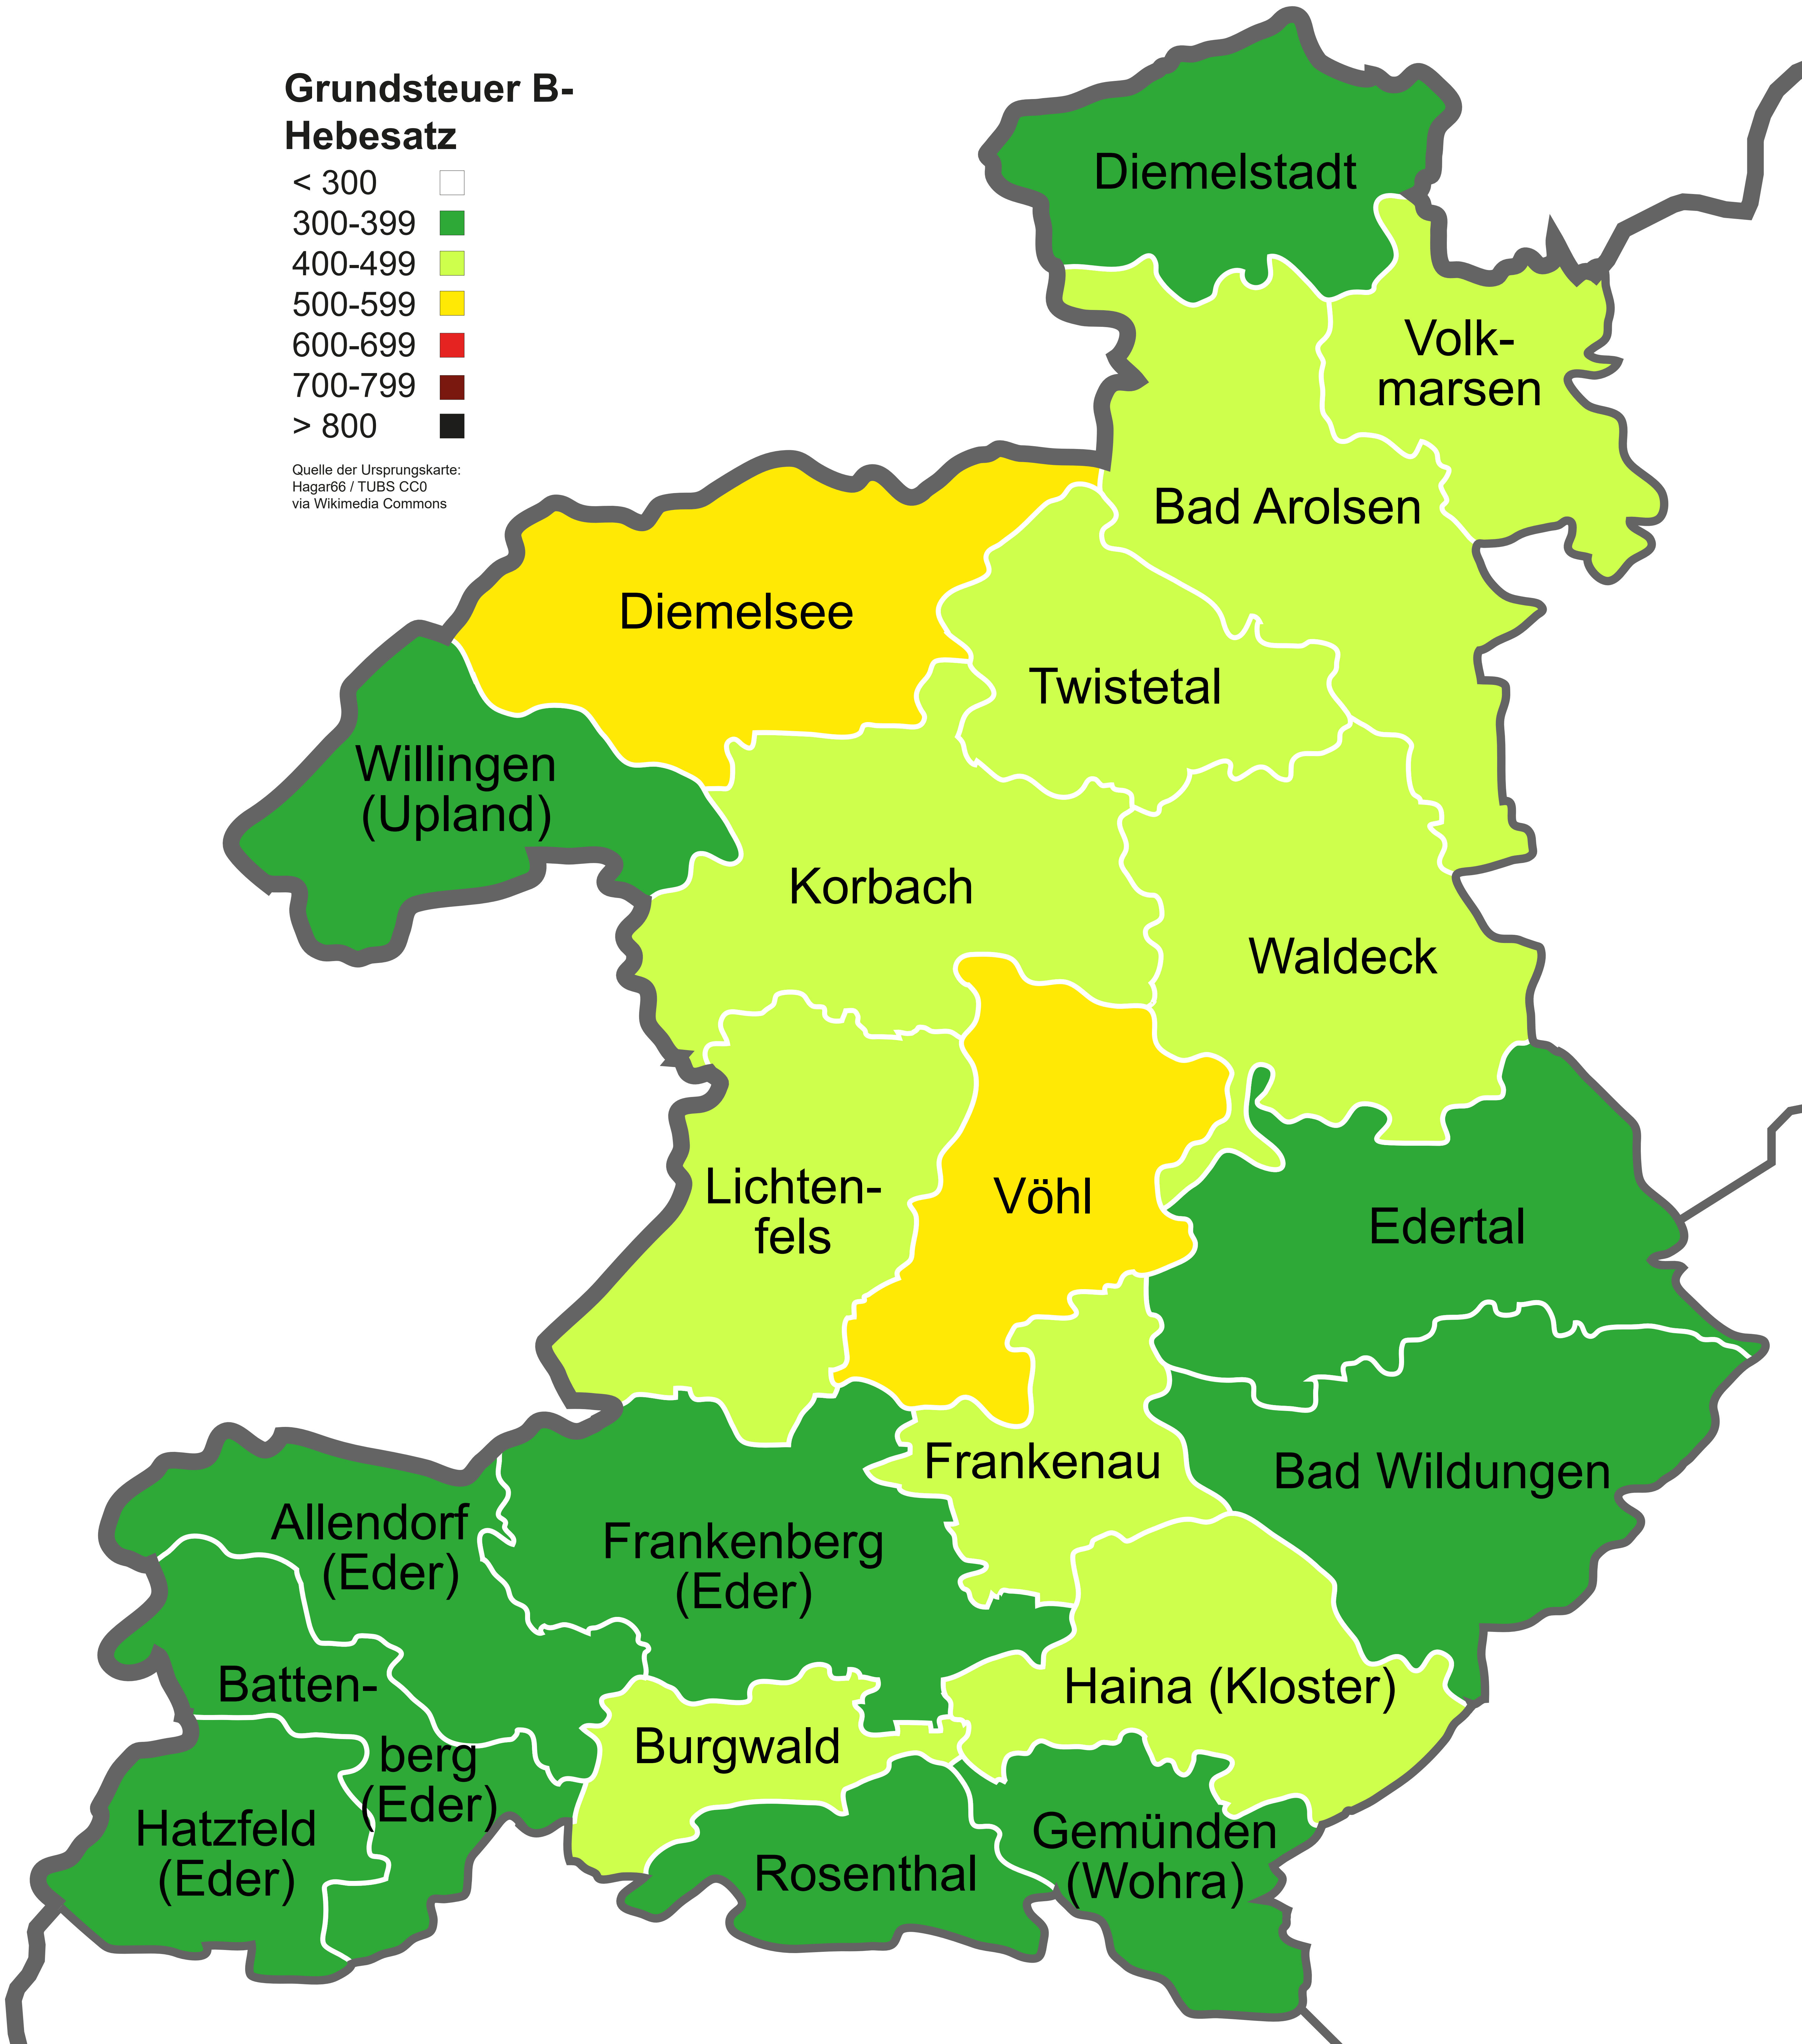 Grundsteuer B-
Hebesatz
< 300
300-399
400-499
500-599
600-699
700-799
> 800
Quelle der Ursprungskarte:
Hagar66 / TUBS CC0
via Wikimedia Commons
Diemelstadt
Volk-
marsen
Bad Arolsen
Diemelsee
Twistetal
Willingen
(Upland)
Korbach
Waldeck
Lichten-
fels
Vöhl
Edertal
Frankenau
Bad Wildungen
Allendorf
(Eder)
Frankenberg
(Eder)
Batten-
berg
(Eder)
Haina (Kloster)
Burgwald
Hatzfeld
(Eder)
Rosenthal
Gemünden
(Wohra)